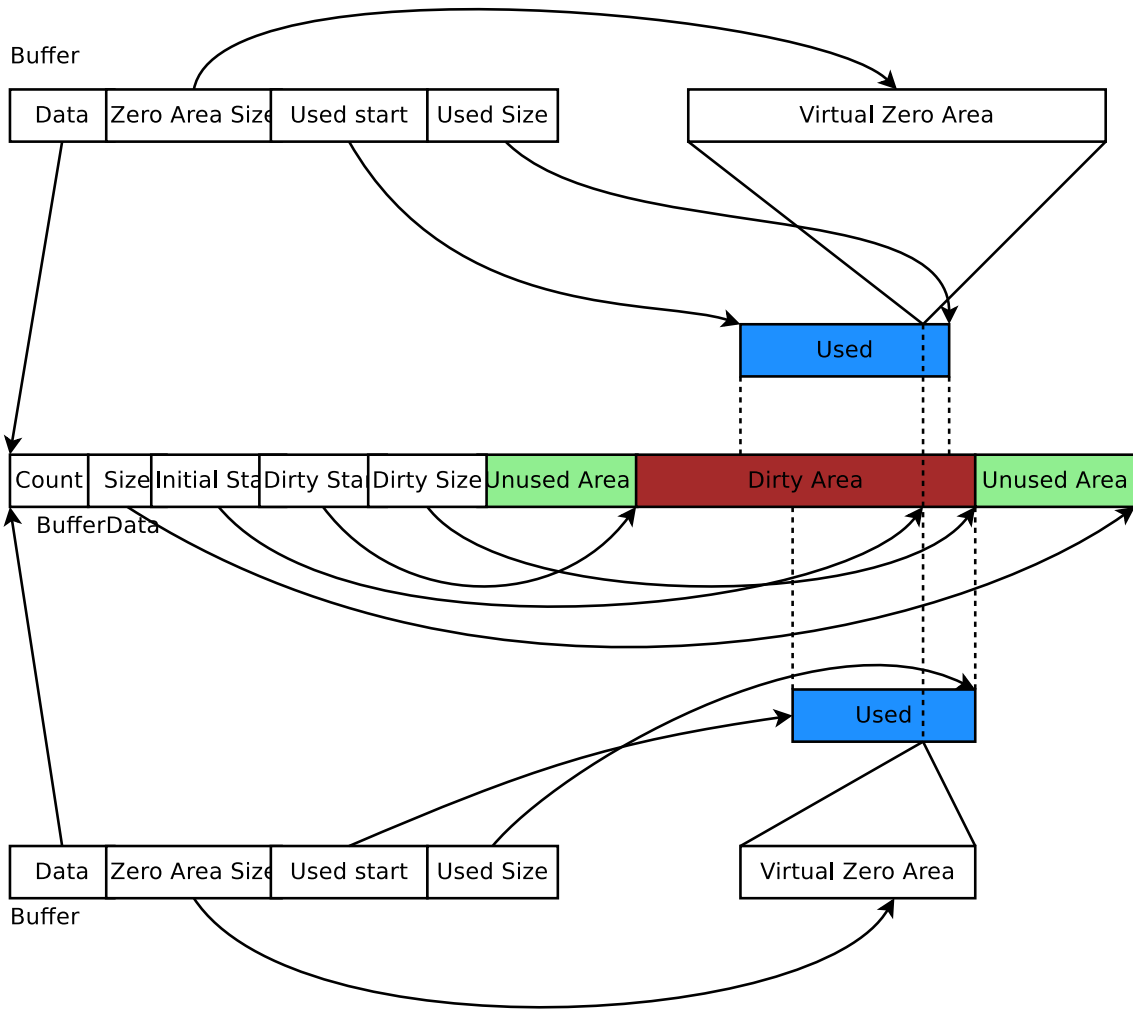 Buffer
Data Zero Area Size Used start Used Size Virtual Zero Area
Used
Count Size Initial Sta Dirty Star Dirty Size Unused Area Dirty Area Unused Area
BufferData
Used
Data Zero Area Size Used start Used Size Virtual Zero Area
Buffer